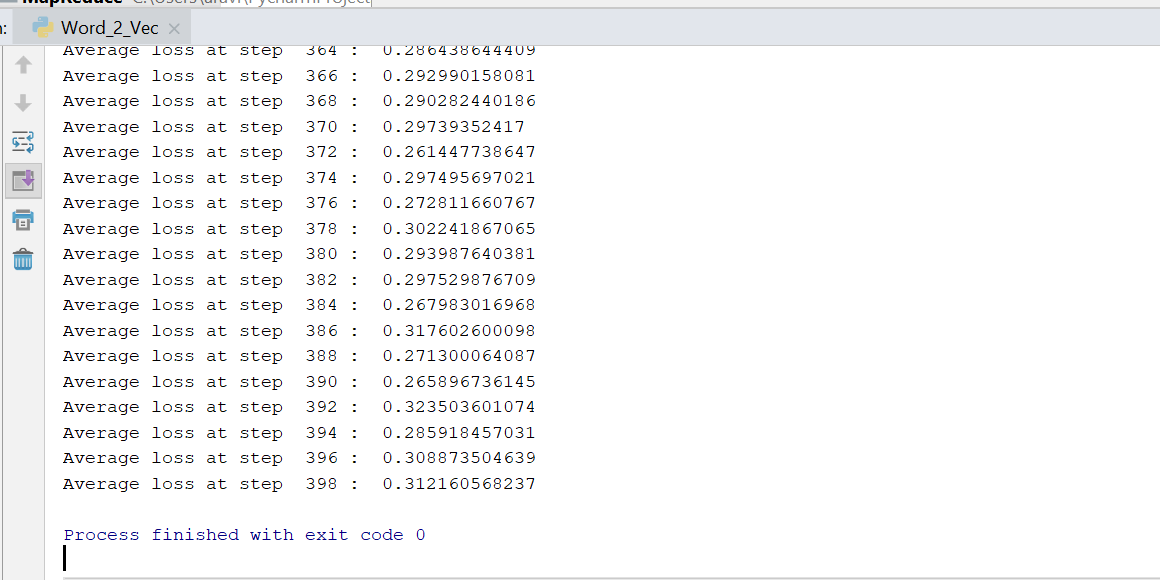 MapReduce C:\Users\aravi\PycharmProject
Word_2_Vec
Average loss at step  364 :  0.286438644409
Average loss at step  366 :  0.292990158081
Average loss at step  368 :  0.290282440186
Average loss at step  370 :  0.29739352417
Average loss at step  372 :  0.261447738647
Average loss at step  374 :  0.297495697021
Average loss at step  376 :  0.272811660767
Average loss at step  378 :  0.302241867065
Average loss at step  380 :  0.293987640381
Average loss at step  382 :  0.297529876709
Average loss at step  384 :  0.267983016968
Average loss at step  386 :  0.317602600098
Average loss at step  388 :  0.271300064087
Average loss at step  390 :  0.265896736145
Average loss at step  392 :  0.323503601074
Average loss at step  394 :  0.285918457031
Average loss at step  396 :  0.308873504639
Average loss at step  398 :  0.312160568237
Process finished with exit code 0